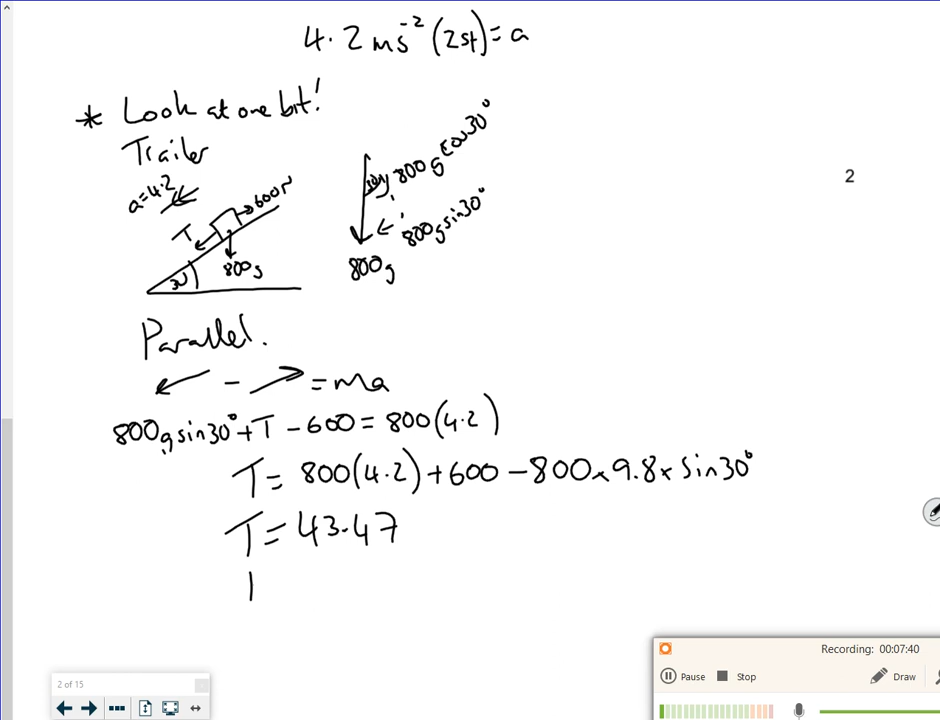 4.2ms⁻²(2sf)=a
* Look at one bit!
Trailer
a=4.2
600N
T
800g
30
800g cos30°
800g sin30°
800g
2
Parallel.
- =ma
800g sin30°+T-600=800(4.2)
T=800(4.2)+600-800×9.8×sin30°
T=43.47
Recording: 00:07:40
Pause Stop Draw
2 of 15